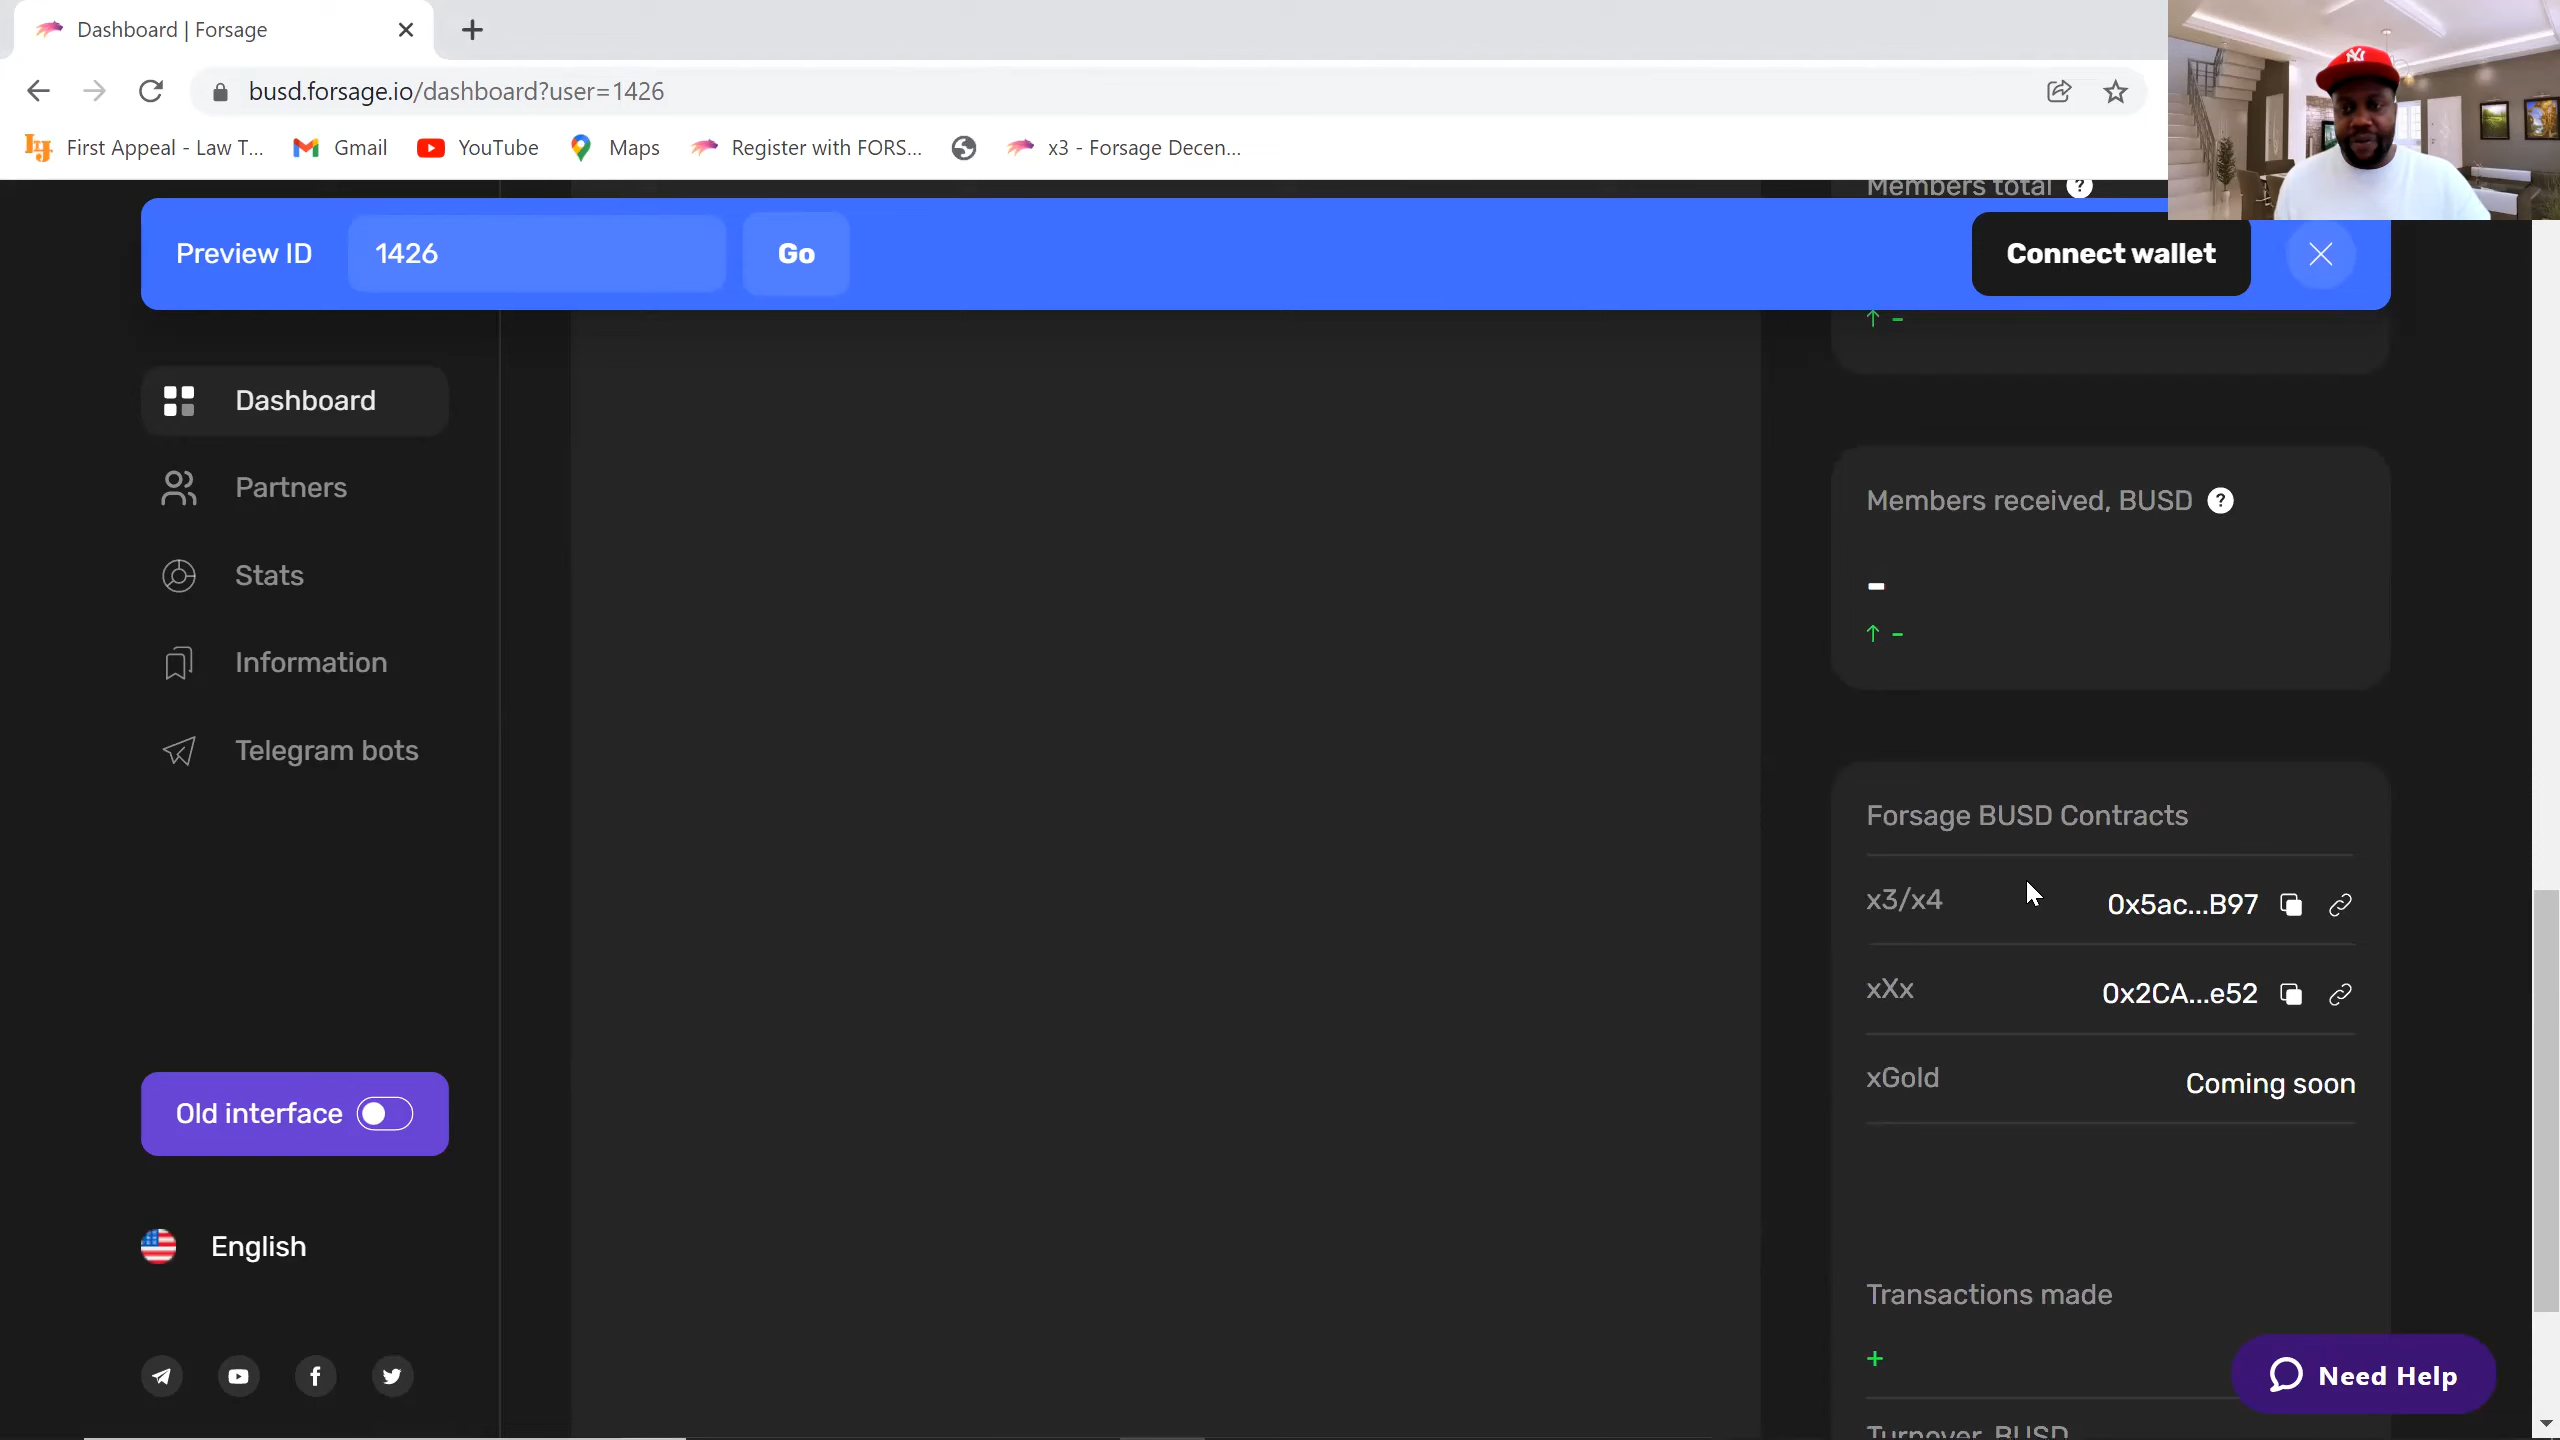 Dashboard | Forsage
busd.forsage.io/dashboard?user=1426
First Appeal - Law T... Gmail YouTube Maps Register with FORS... x3 - Forsage Decen...
Members total ?
Preview ID 1426 Go Connect wallet
↑ -
Dashboard
Partners
Stats
Information
Telegram bots
Members received, BUSD ?
-
↑ -
Forsage BUSD Contracts
x3/x4 0x5ac...B97
xXx 0x2CA...e52
xGold Coming soon
Old interface
English
Transactions made
+
Need Help
Turnover, BUSD